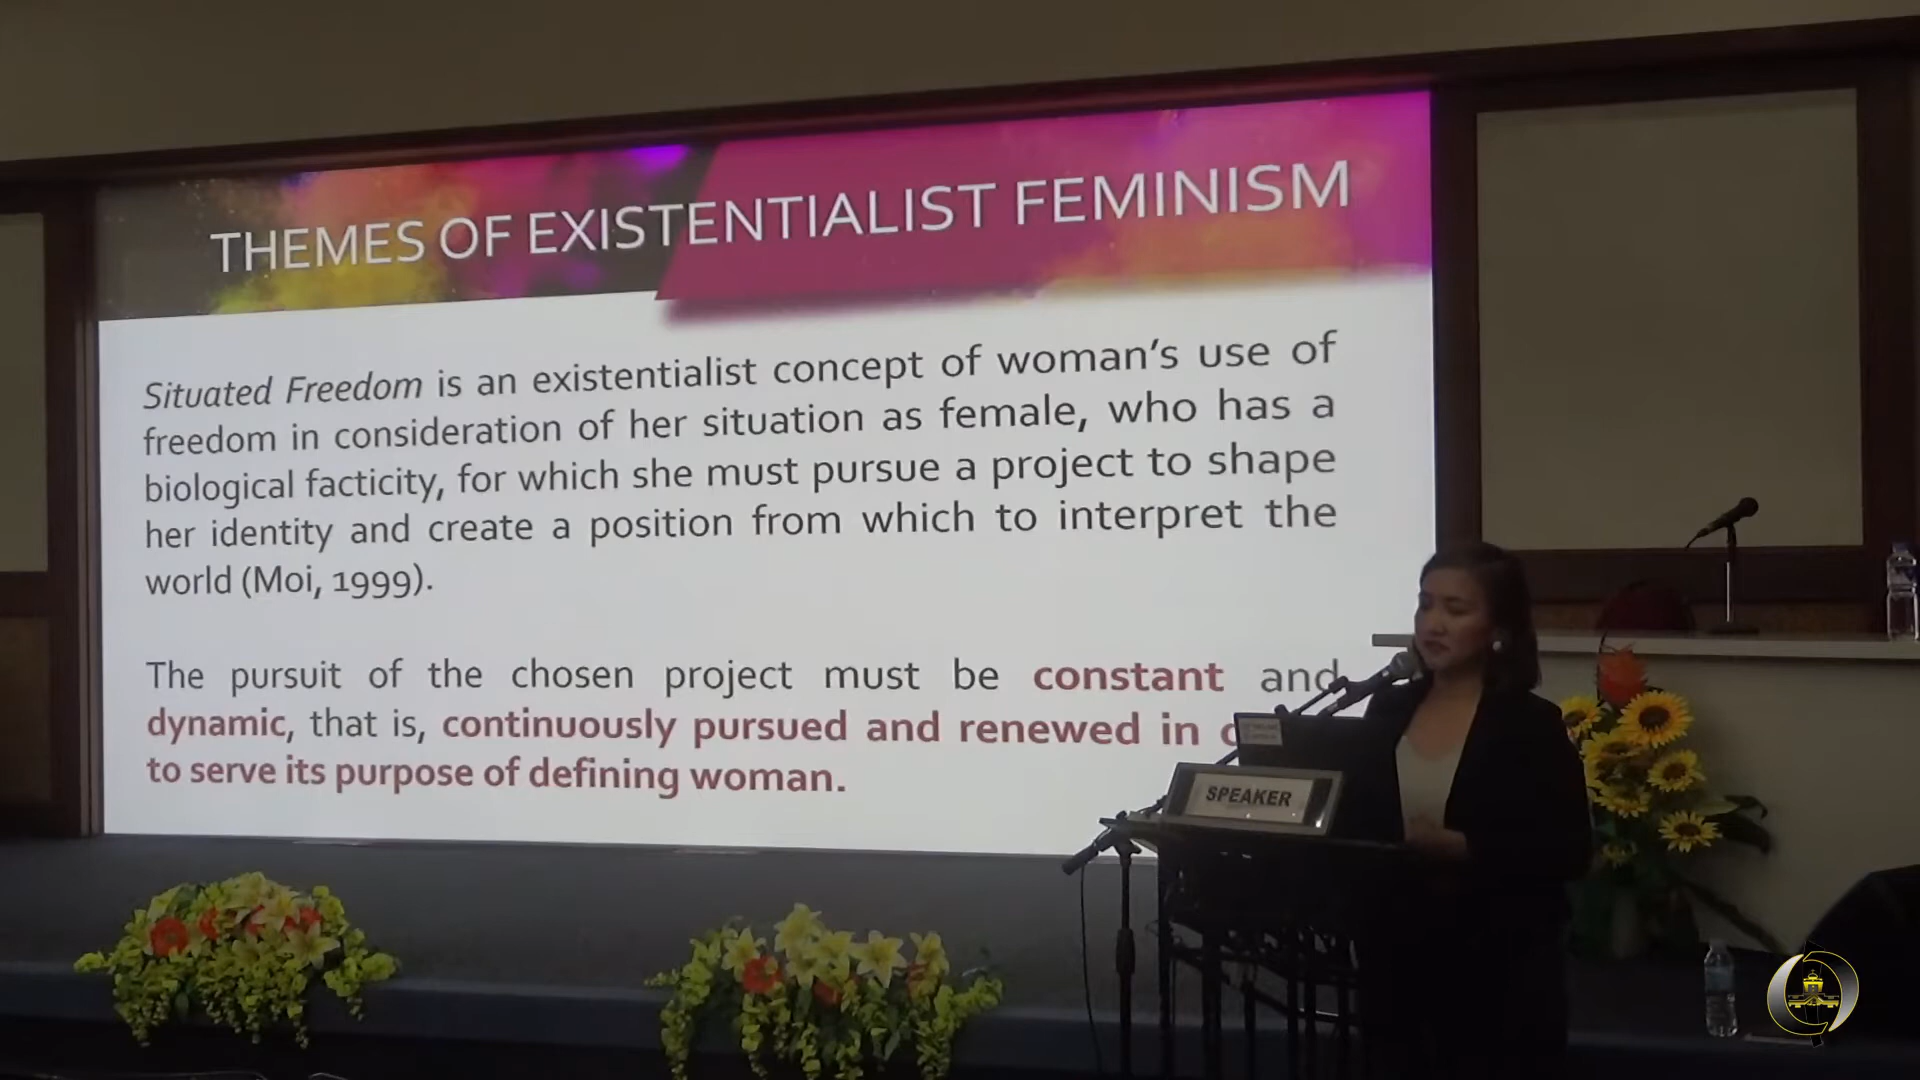 THEMES OF EXISTENTIALIST FEMINISM
Situated Freedom is an existentialist concept of woman's use of
freedom in consideration of her situation as female, who has a
biological facticity, for which she must pursue a project to shape
her identity and create a position from which to interpret the
world (Moi, 1999).
The pursuit of the chosen project must be constant and
dynamic, that is, continuously pursued and renewed in
to serve its purpose of defining woman.
SPEAKER